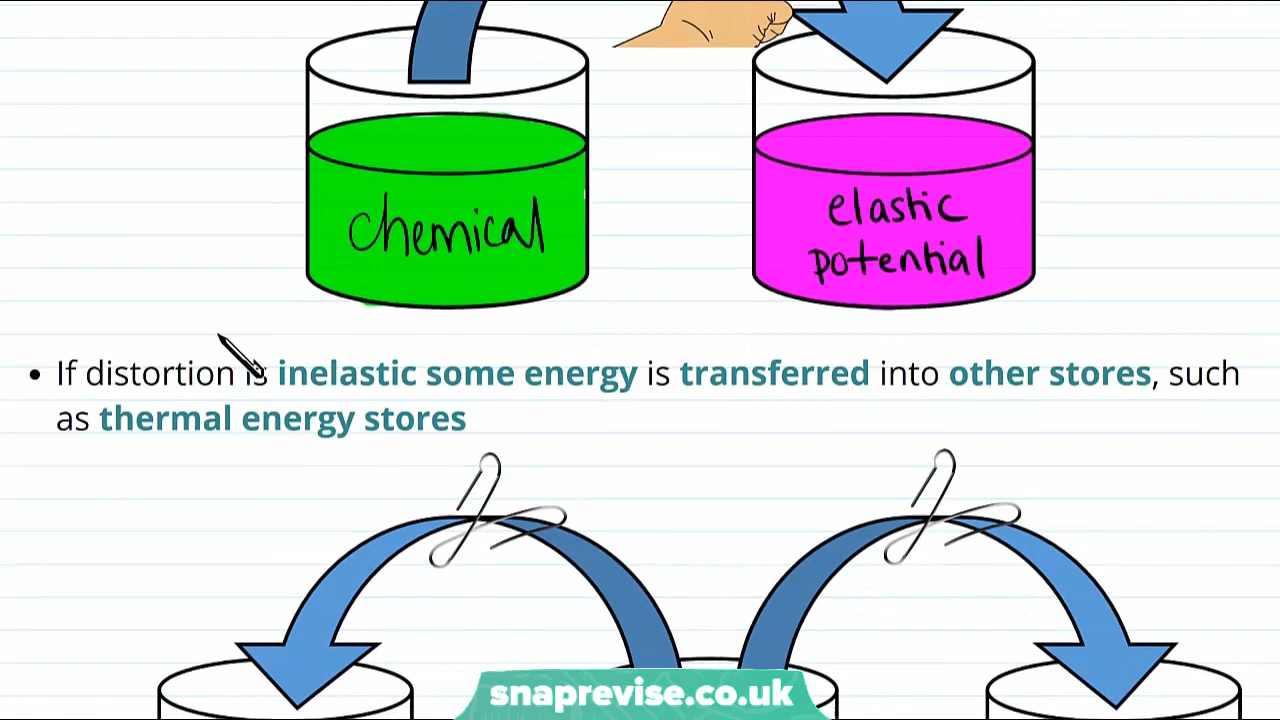 chemical
elastic
potential
• If distortion is inelastic some energy is transferred into other stores, such
as thermal energy stores
snaprevise.co.uk